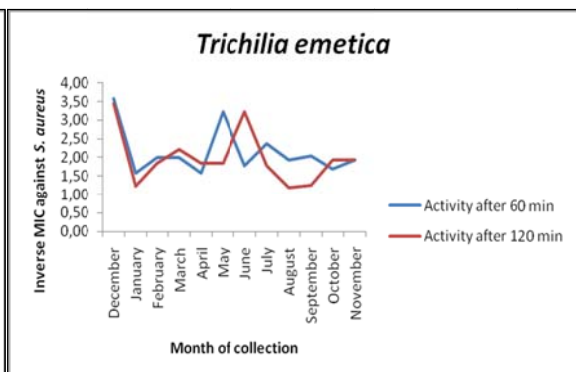 Trichilia emetica
Inverse MIC against S. aureus
4,00
3,50
3,00
2,50
2,00
1,50
1,00
0,50
0,00
December
January
February
March
April
May
June
July
August
September
October
November
Month of collection
Activity after 60 min
Activity after 120 min